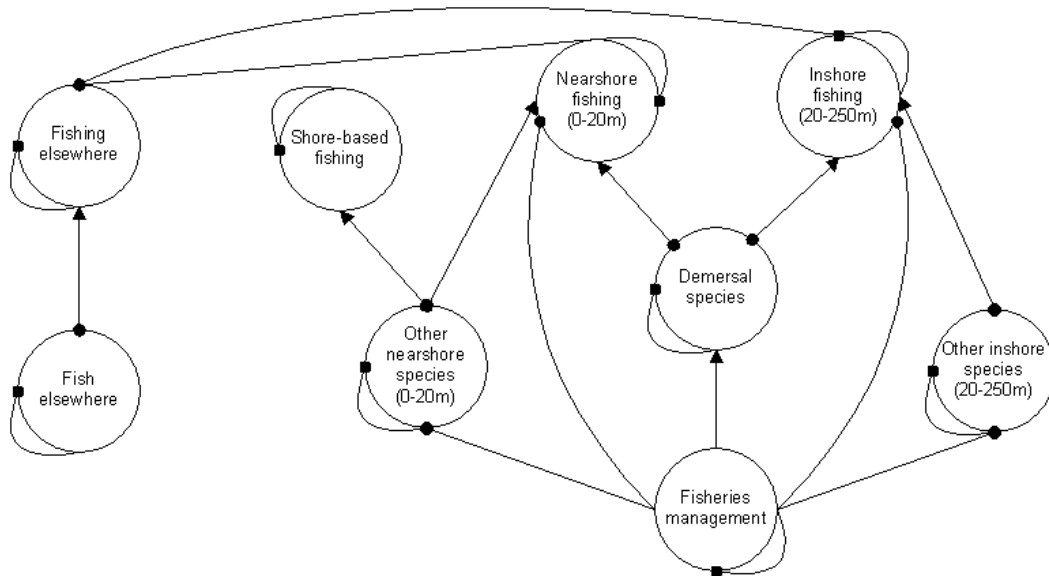 Fishing
elsewhere
Shore-based
fishing
Nearshore
fishing
(0-20m)
Inshore
fishing
(20-250m)
Demersal
species
Fish
elsewhere
Other
nearshore
species
(0-20m)
Other inshore
species
(20-250m)
Fisheries
management